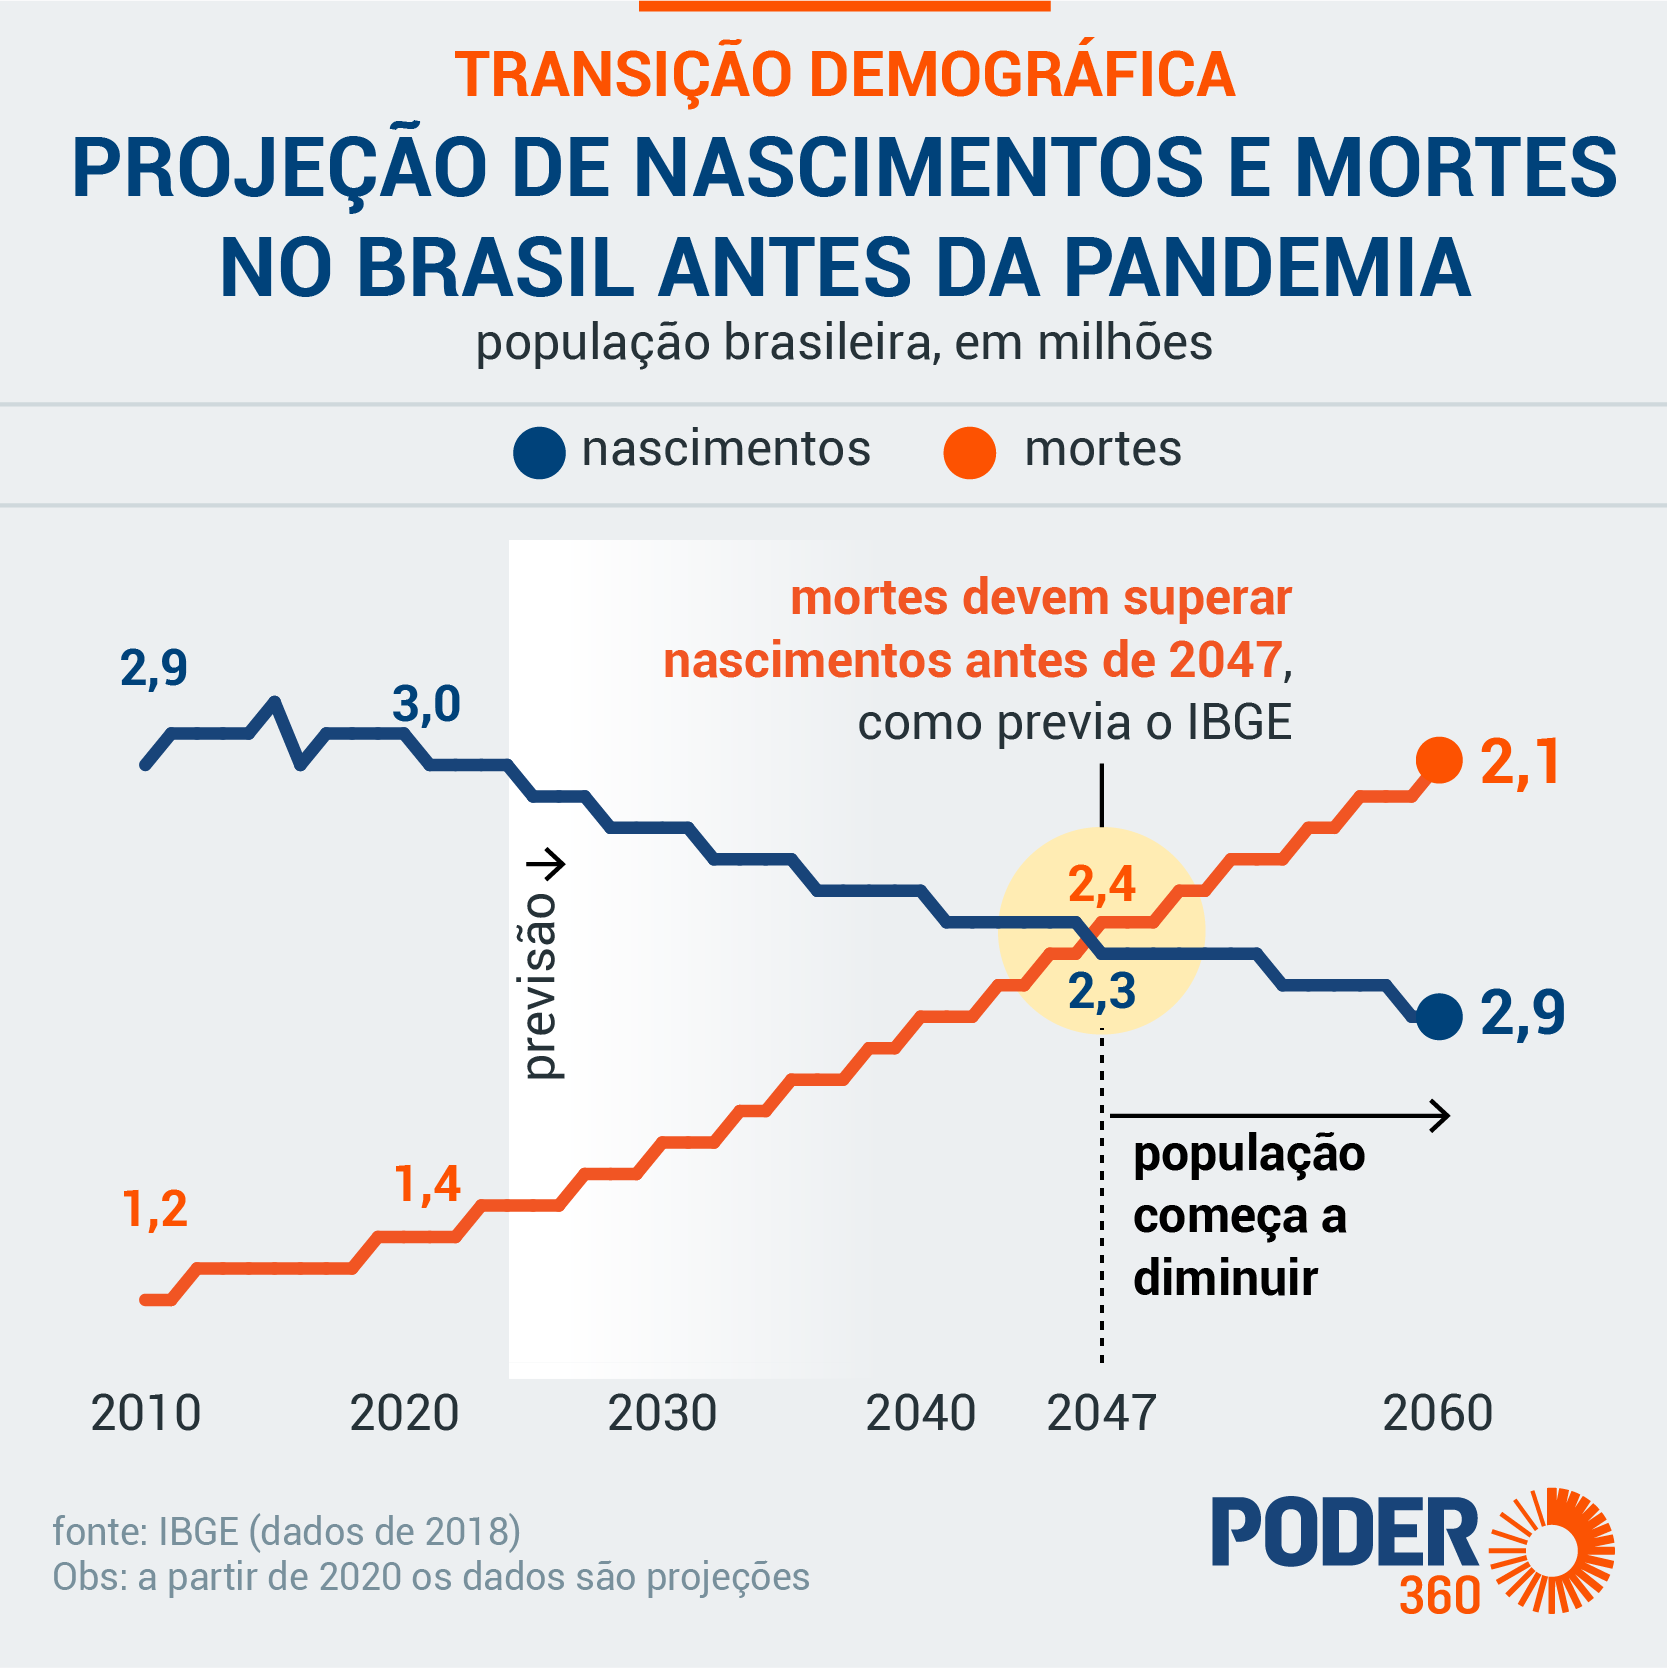 TRANSIÇÃO DEMOGRÁFICA
PROJEÇÃO DE NASCIMENTOS E MORTES
NO BRASIL ANTES DA PANDEMIA
população brasileira, em milhões
nascimentos
mortes
mortes devem superar
nascimentos antes de 2047,
como previa o IBGE
2,9
3,0
2,1
previsão
2,4
2,3
2,9
população
começa a
diminuir
1,2
1,4
2010
2020
2030
2040
2047
2060
fonte: IBGE (dados de 2018)
Obs: a partir de 2020 os dados são projeções
PODER
360